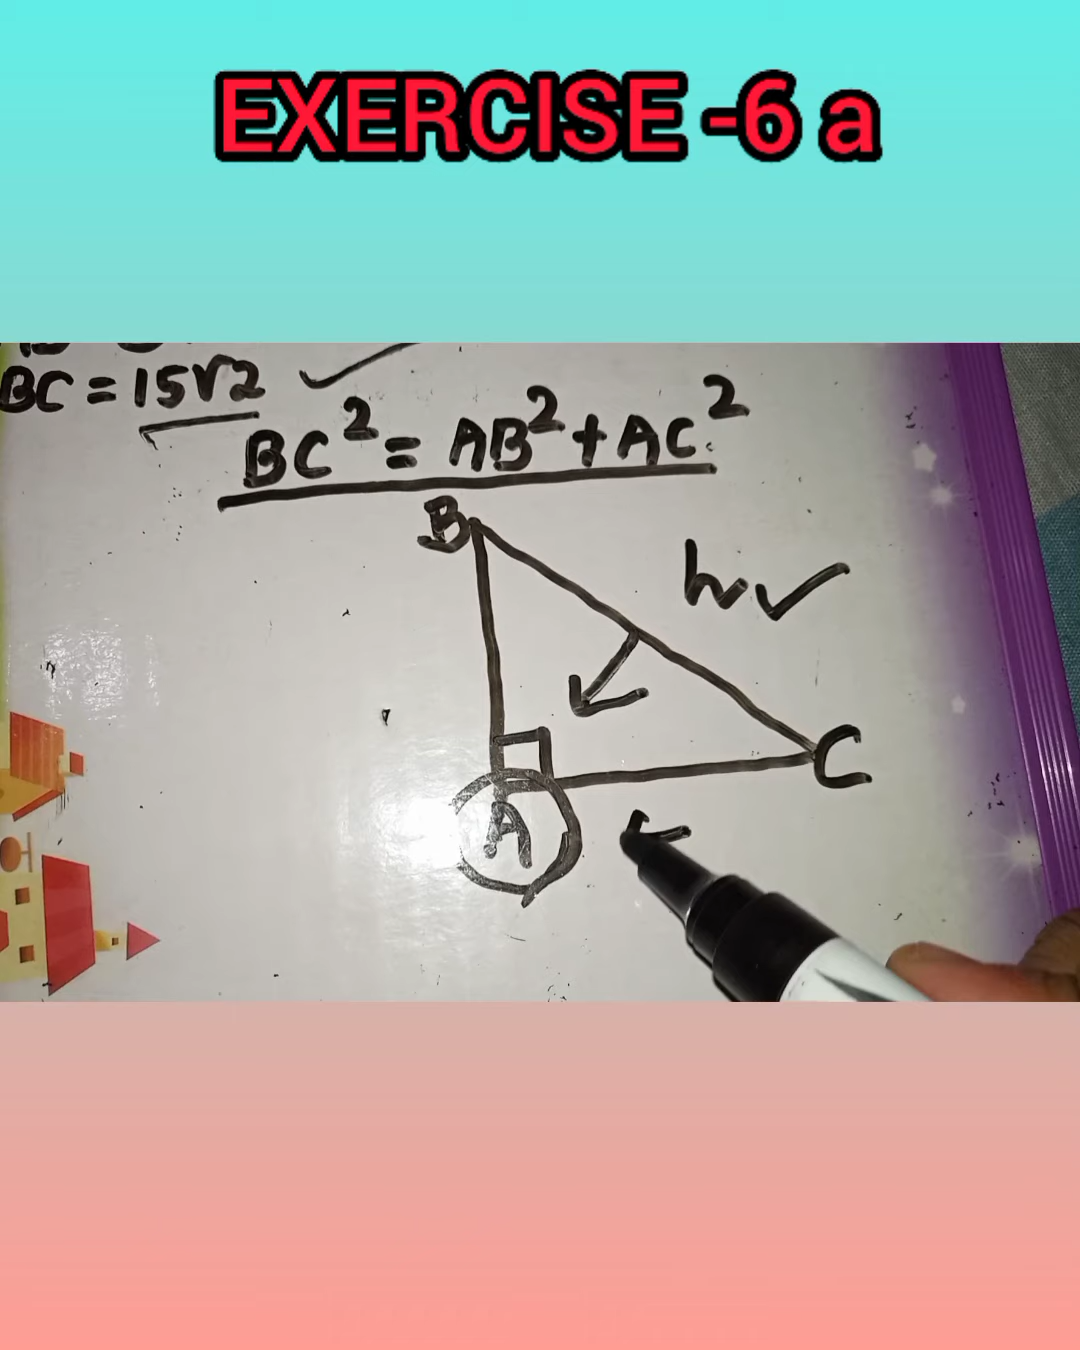 EXERCISE -6 a
BC = 15√2
BC² = AB² + AC²
B
h
C
A